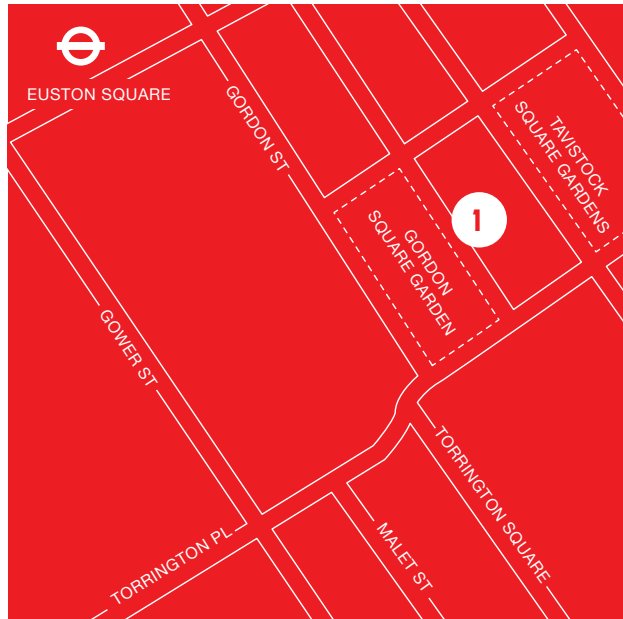 EUSTON SQUARE
GORDON ST
TAVISTOCK
SQUARE GARDENS
1
GORDON
SQUARE GARDEN
GOWER ST
TORRINGTON SQUARE
TORRINGTON PL
MALET ST